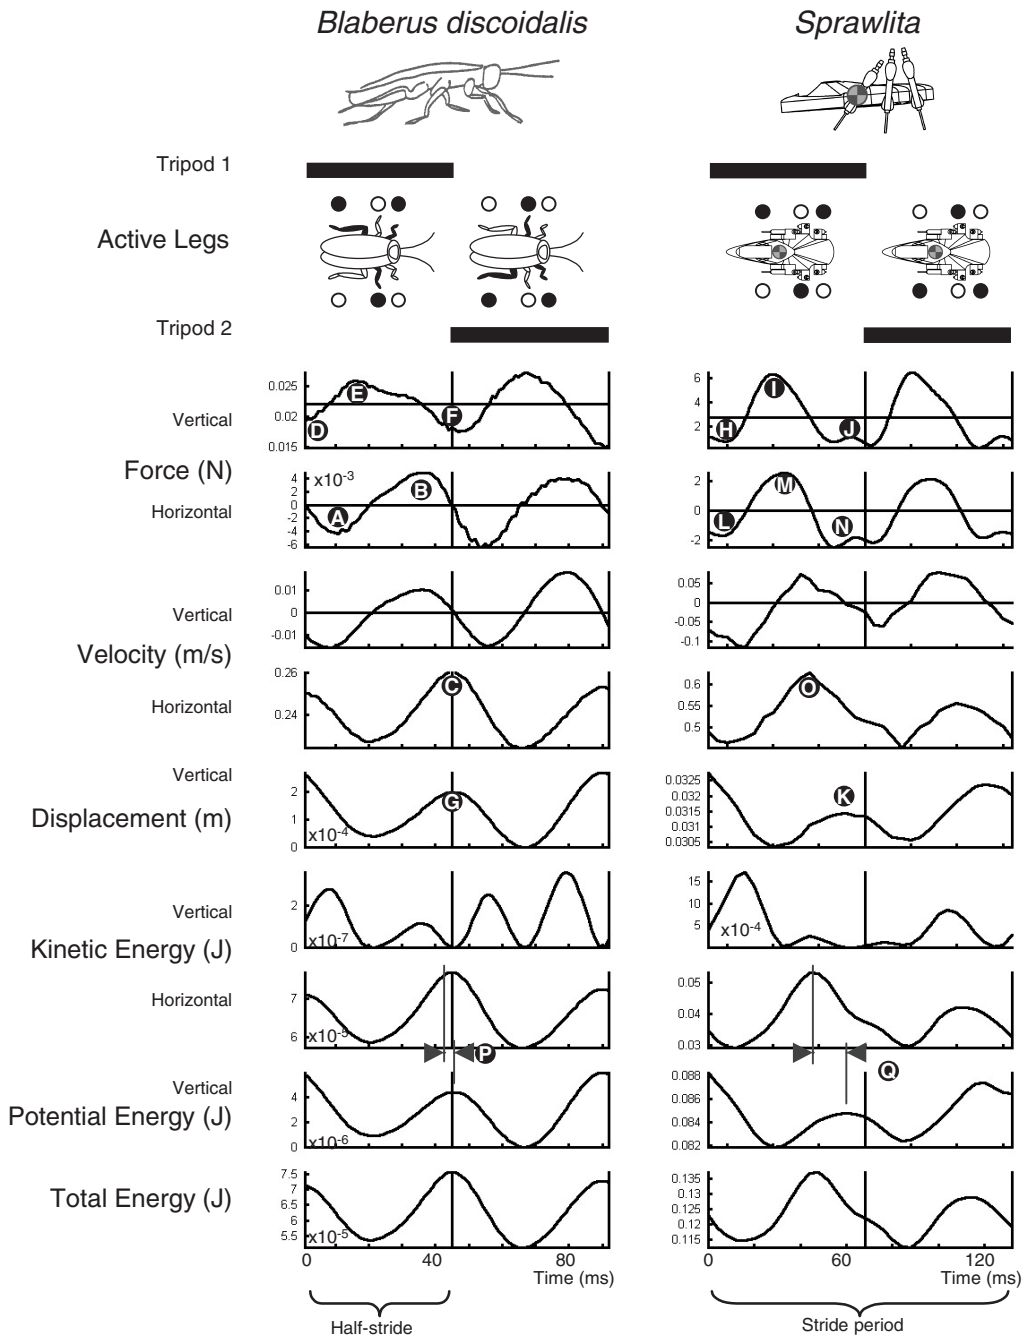 Blaberus discoidalis Sprawlita
Tripod 1
Active Legs
Tripod 2
0.025 6
E I
Vertical 4
0.02 D F 2 H J
0.015
Force (N)
4 x10-3 2
2 B M
Horizontal 0 0
-2 A L N
-4
-6 -2
0.01 0.05
Vertical 0 0
-0.01 -0.05
-0.1
Velocity (m/s)
0.26 C 0.6 O
Horizontal 0.55
0.24 0.5
Vertical 0.0325
2 G 0.032 K
Displacement (m) 0.0315
1 0.031
0 x10-4 0.0305
15
Vertical 2 10
0 x10-7 5 x10-4
Kinetic Energy (J)
Horizontal 7 0.05
0.04
6 x10-5 0.03
P Q
Vertical 0.088
4 0.086
Potential Energy (J) 2 0.084
0 x10-6 0.082
7.5 0.135
Total Energy (J) 7 0.13
6.5 0.125
6 0.12
5.5 x10-5 0.115
0 40 80 0 60 120
Time (ms) Time (ms)
Half-stride Stride period